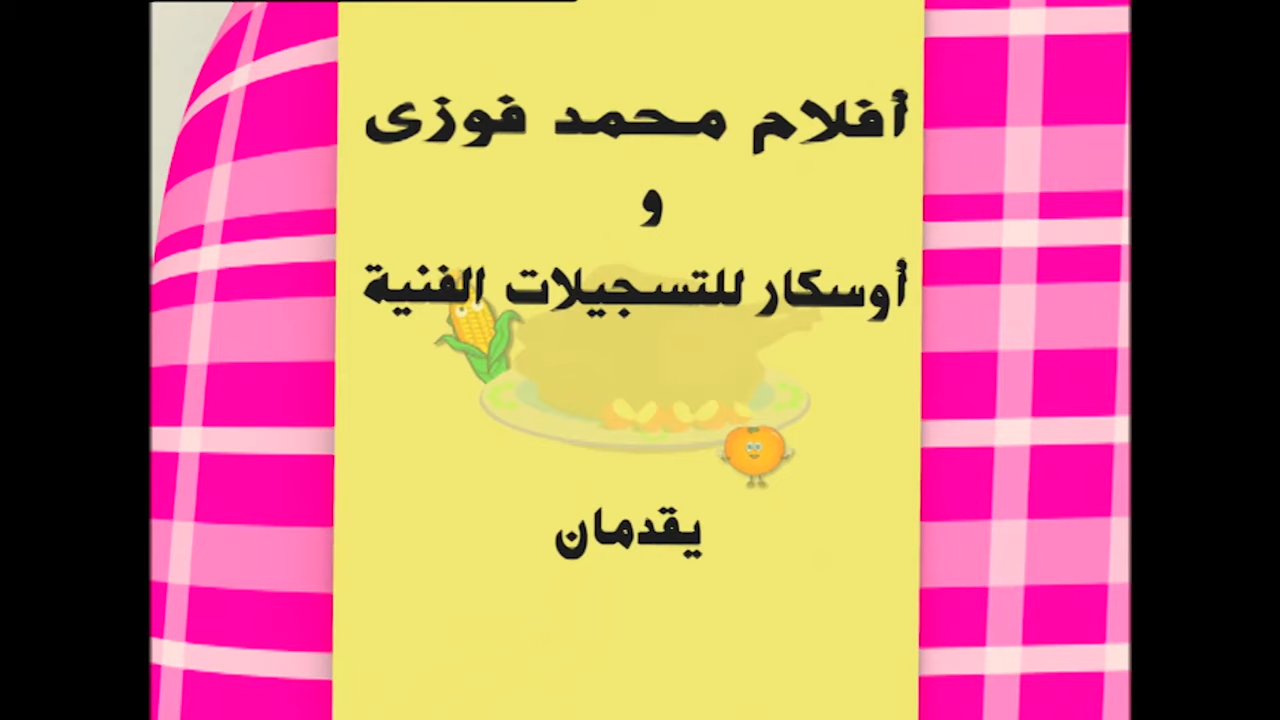 أفلام محمد فوزى
و
أوسكار للتسجيلات الفنية
يقدمان